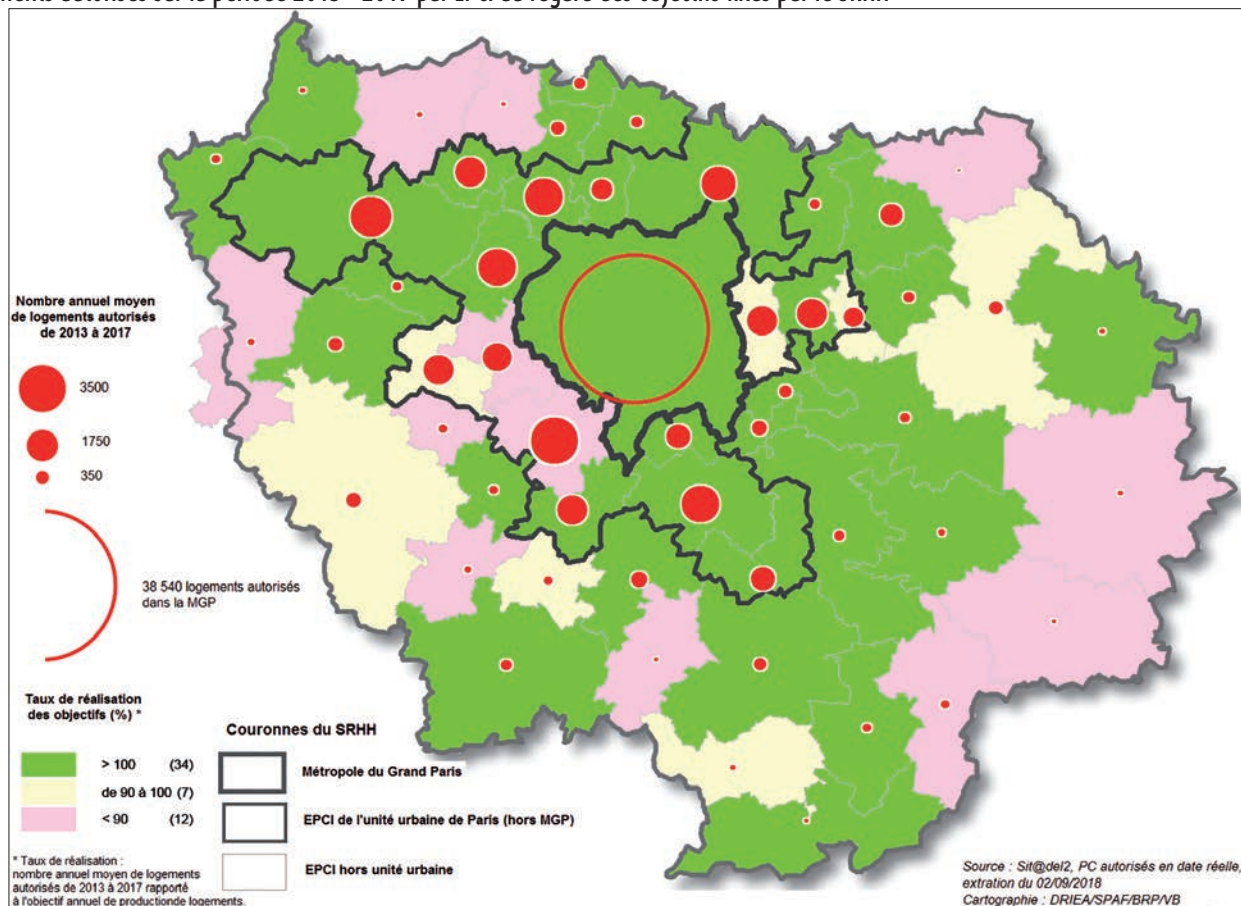 Nombre annuel moyen
de logements autorisés
de 2013 à 2017
3500
1750
350
38 540 logements autorisés
dans la MGP
Taux de réalisation
des objectifs (%) *
> 100 (34)
de 90 à 100 (7)
< 90 (12)
* Taux de réalisation :
nombre annuel moyen de logements
autorisés de 2013 à 2017 rapporté
à l'objectif annuel de productionde logements.
Couronnes du SRHH
Métropole du Grand Paris
EPCI de l'unité urbaine de Paris (hors MGP)
EPCI hors unité urbaine
Source : Sit@del2, PC autorisés en date réelle,
extration du 02/09/2018
Cartographie : DRIEA/SPAF/BRP/VB